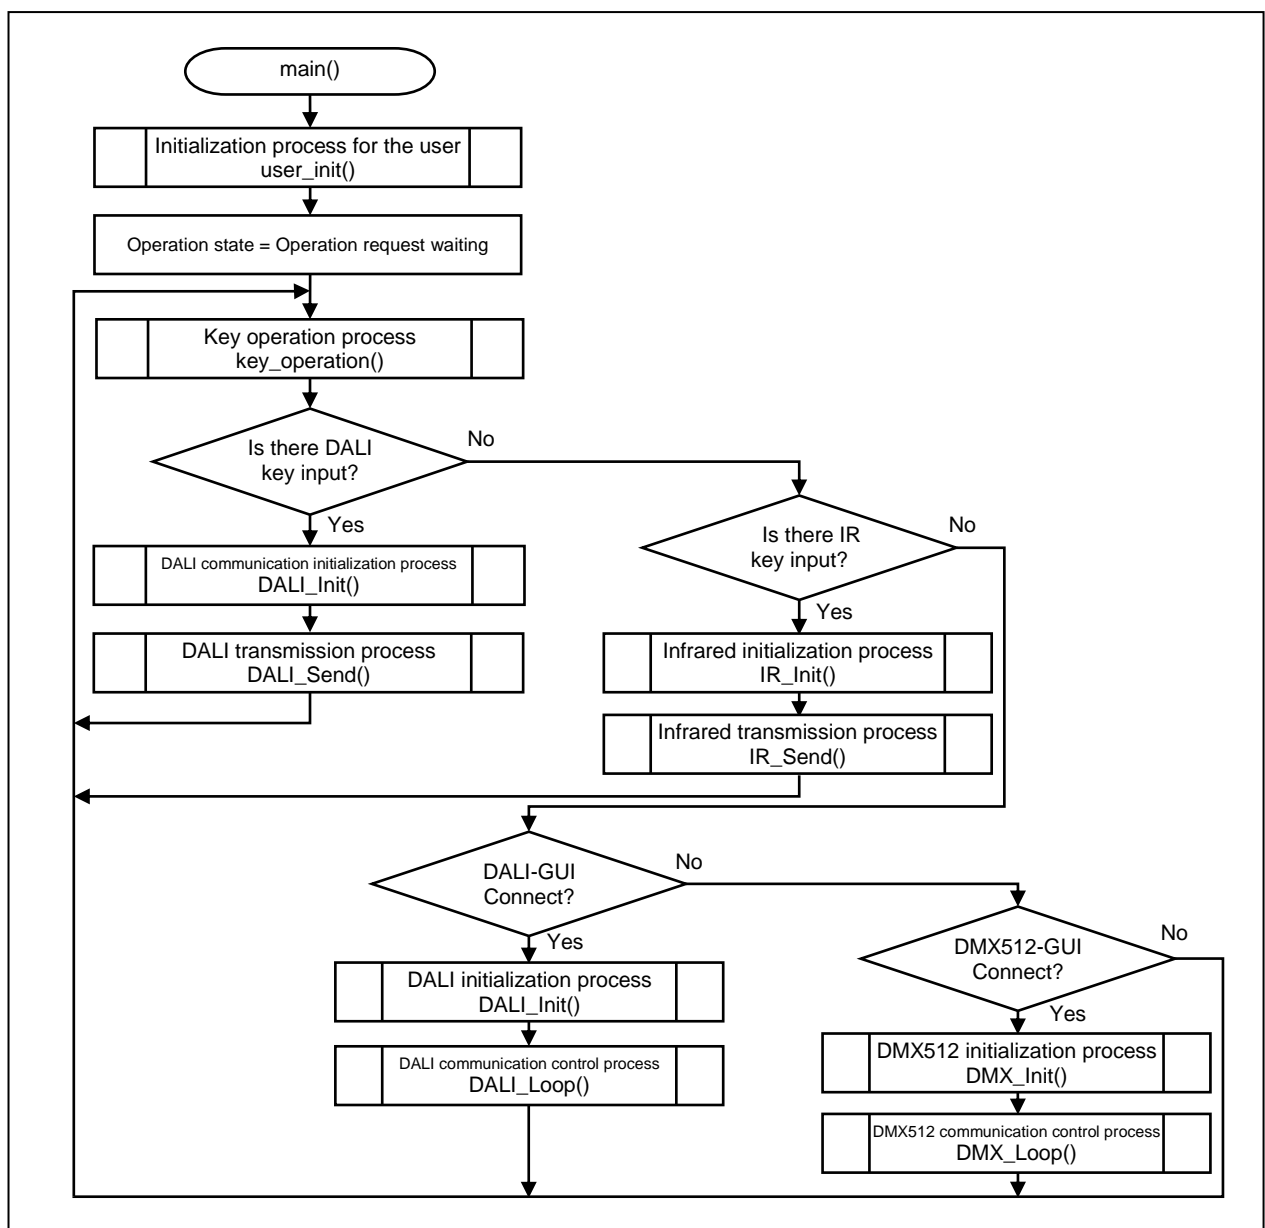 main()
Initialization process for the user
user_init()
Operation state = Operation request waiting
Key operation process
key_operation()
Is there DALI
key input?
No
Yes
DALI communication initialization process
DALI_Init()
DALI transmission process
DALI_Send()
Is there IR
key input?
No
Yes
Infrared initialization process
IR_Init()
Infrared transmission process
IR_Send()
DALI-GUI
Connect?
No
Yes
DALI initialization process
DALI_Init()
DALI communication control process
DALI_Loop()
DMX512-GUI
Connect?
No
Yes
DMX512 initialization process
DMX_Init()
DMX512 communication control process
DMX_Loop()